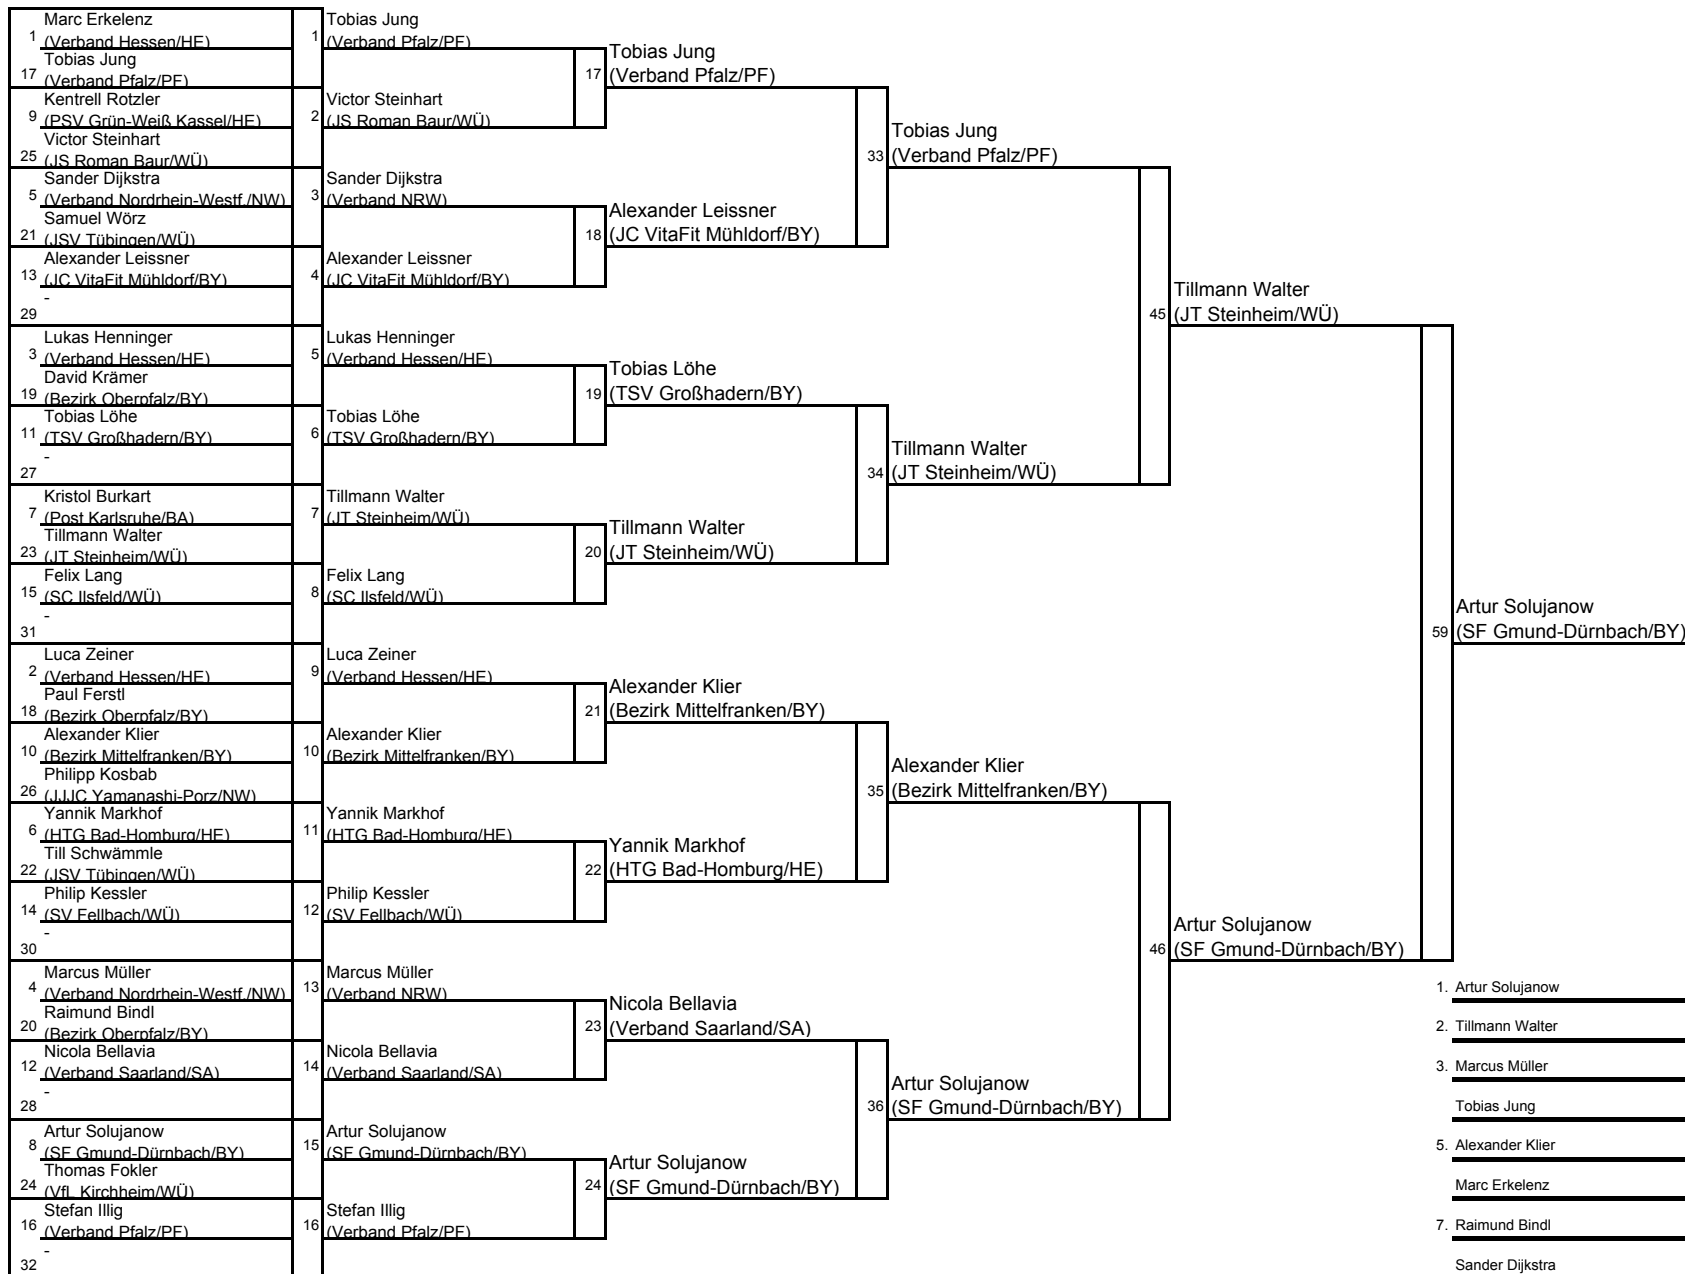 1 Marc Erkelenz
(Verband Hessen/HE)
17 Tobias Jung
(Verband Pfalz/PF)
9 Kentrell Rotzler
(PSV Grün-Weiß Kassel/HE)
25 Victor Steinhart
(JS Roman Baur/WÜ)
5 Sander Dijkstra
(Verband Nordrhein-Westf./NW)
21 Samuel Wörz
(JSV Tübingen/WÜ)
13 Alexander Leissner
(JC VitaFit Mühldorf/BY)
29 -
3 Lukas Henninger
(Verband Hessen/HE)
19 David Krämer
(Bezirk Oberpfalz/BY)
11 Tobias Löhe
(TSV Großhadern/BY)
27 -
7 Kristol Burkart
(Post Karlsruhe/BA)
23 Tillmann Walter
(JT Steinheim/WÜ)
15 Felix Lang
(SC Ilsfeld/WÜ)
31 -
2 Luca Zeiner
(Verband Hessen/HE)
18 Paul Ferstl
(Bezirk Oberpfalz/BY)
10 Alexander Klier
(Bezirk Mittelfranken/BY)
26 Philipp Kosbab
(JJJC Yamanashi-Porz/NW)
6 Yannik Markhof
(HTG Bad-Homburg/HE)
22 Till Schwämmle
(JSV Tübingen/WÜ)
14 Philip Kessler
(SV Fellbach/WÜ)
30 -
4 Marcus Müller
(Verband Nordrhein-Westf./NW)
20 Raimund Bindl
(Bezirk Oberpfalz/BY)
12 Nicola Bellavia
(Verband Saarland/SA)
28 -
8 Artur Solujanow
(SF Gmund-Dürnbach/BY)
24 Thomas Fokler
(VfL Kirchheim/WÜ)
16 Stefan Illig
(Verband Pfalz/PF)
32 -
1 Tobias Jung
(Verband Pfalz/PF)
2 Victor Steinhart
(JS Roman Baur/WÜ)
3 Sander Dijkstra
(Verband NRW)
4 Alexander Leissner
(JC VitaFit Mühldorf/BY)
5 Lukas Henninger
(Verband Hessen/HE)
6 Tobias Löhe
(TSV Großhadern/BY)
7 Tillmann Walter
(JT Steinheim/WÜ)
8 Felix Lang
(SC Ilsfeld/WÜ)
9 Luca Zeiner
(Verband Hessen/HE)
10 Alexander Klier
(Bezirk Mittelfranken/BY)
11 Yannik Markhof
(HTG Bad-Homburg/HE)
12 Philip Kessler
(SV Fellbach/WÜ)
13 Marcus Müller
(Verband NRW)
14 Nicola Bellavia
(Verband Saarland/SA)
15 Artur Solujanow
(SF Gmund-Dürnbach/BY)
16 Stefan Illig
(Verband Pfalz/PF)
17 Tobias Jung
(Verband Pfalz/PF)
18 Alexander Leissner
(JC VitaFit Mühldorf/BY)
19 Tobias Löhe
(TSV Großhadern/BY)
20 Tillmann Walter
(JT Steinheim/WÜ)
21 Alexander Klier
(Bezirk Mittelfranken/BY)
22 Yannik Markhof
(HTG Bad-Homburg/HE)
23 Nicola Bellavia
(Verband Saarland/SA)
24 Artur Solujanow
(SF Gmund-Dürnbach/BY)
33 Tobias Jung
(Verband Pfalz/PF)
34 Tillmann Walter
(JT Steinheim/WÜ)
35 Alexander Klier
(Bezirk Mittelfranken/BY)
36 Artur Solujanow
(SF Gmund-Dürnbach/BY)
45 Tillmann Walter
(JT Steinheim/WÜ)
46 Artur Solujanow
(SF Gmund-Dürnbach/BY)
59 Artur Solujanow
(SF Gmund-Dürnbach/BY)
1. Artur Solujanow
2. Tillmann Walter
3. Marcus Müller
Tobias Jung
5. Alexander Klier
Marc Erkelenz
7. Raimund Bindl
Sander Dijkstra